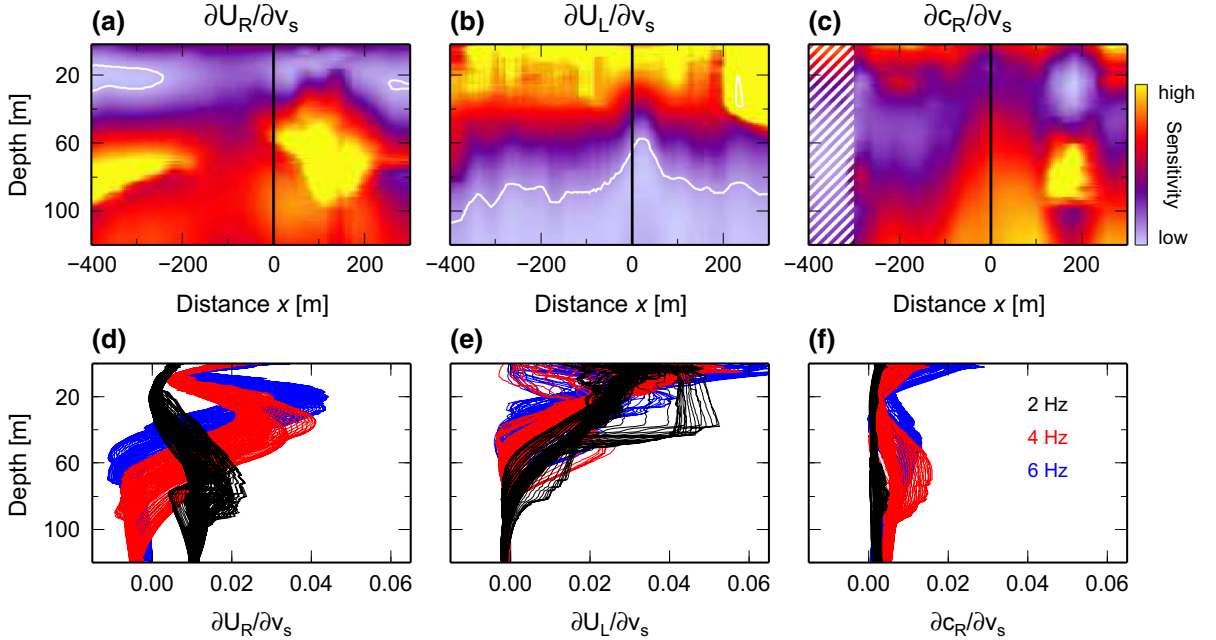 (a) ∂U_R/∂v_s (b) ∂U_L/∂v_s (c) ∂c_R/∂v_s
Depth [m]
20
60
100
−400 −200 0 200
−400 −200 0 200
−400 −200 0 200
Distance x [m]
Distance x [m]
Distance x [m]
high
Sensitivity
low
(d) (e) (f)
Depth [m]
20
60
100
2 Hz
4 Hz
6 Hz
0.00 0.02 0.04 0.06
0.00 0.02 0.04 0.06
0.00 0.02 0.04 0.06
∂U_R/∂v_s
∂U_L/∂v_s
∂c_R/∂v_s